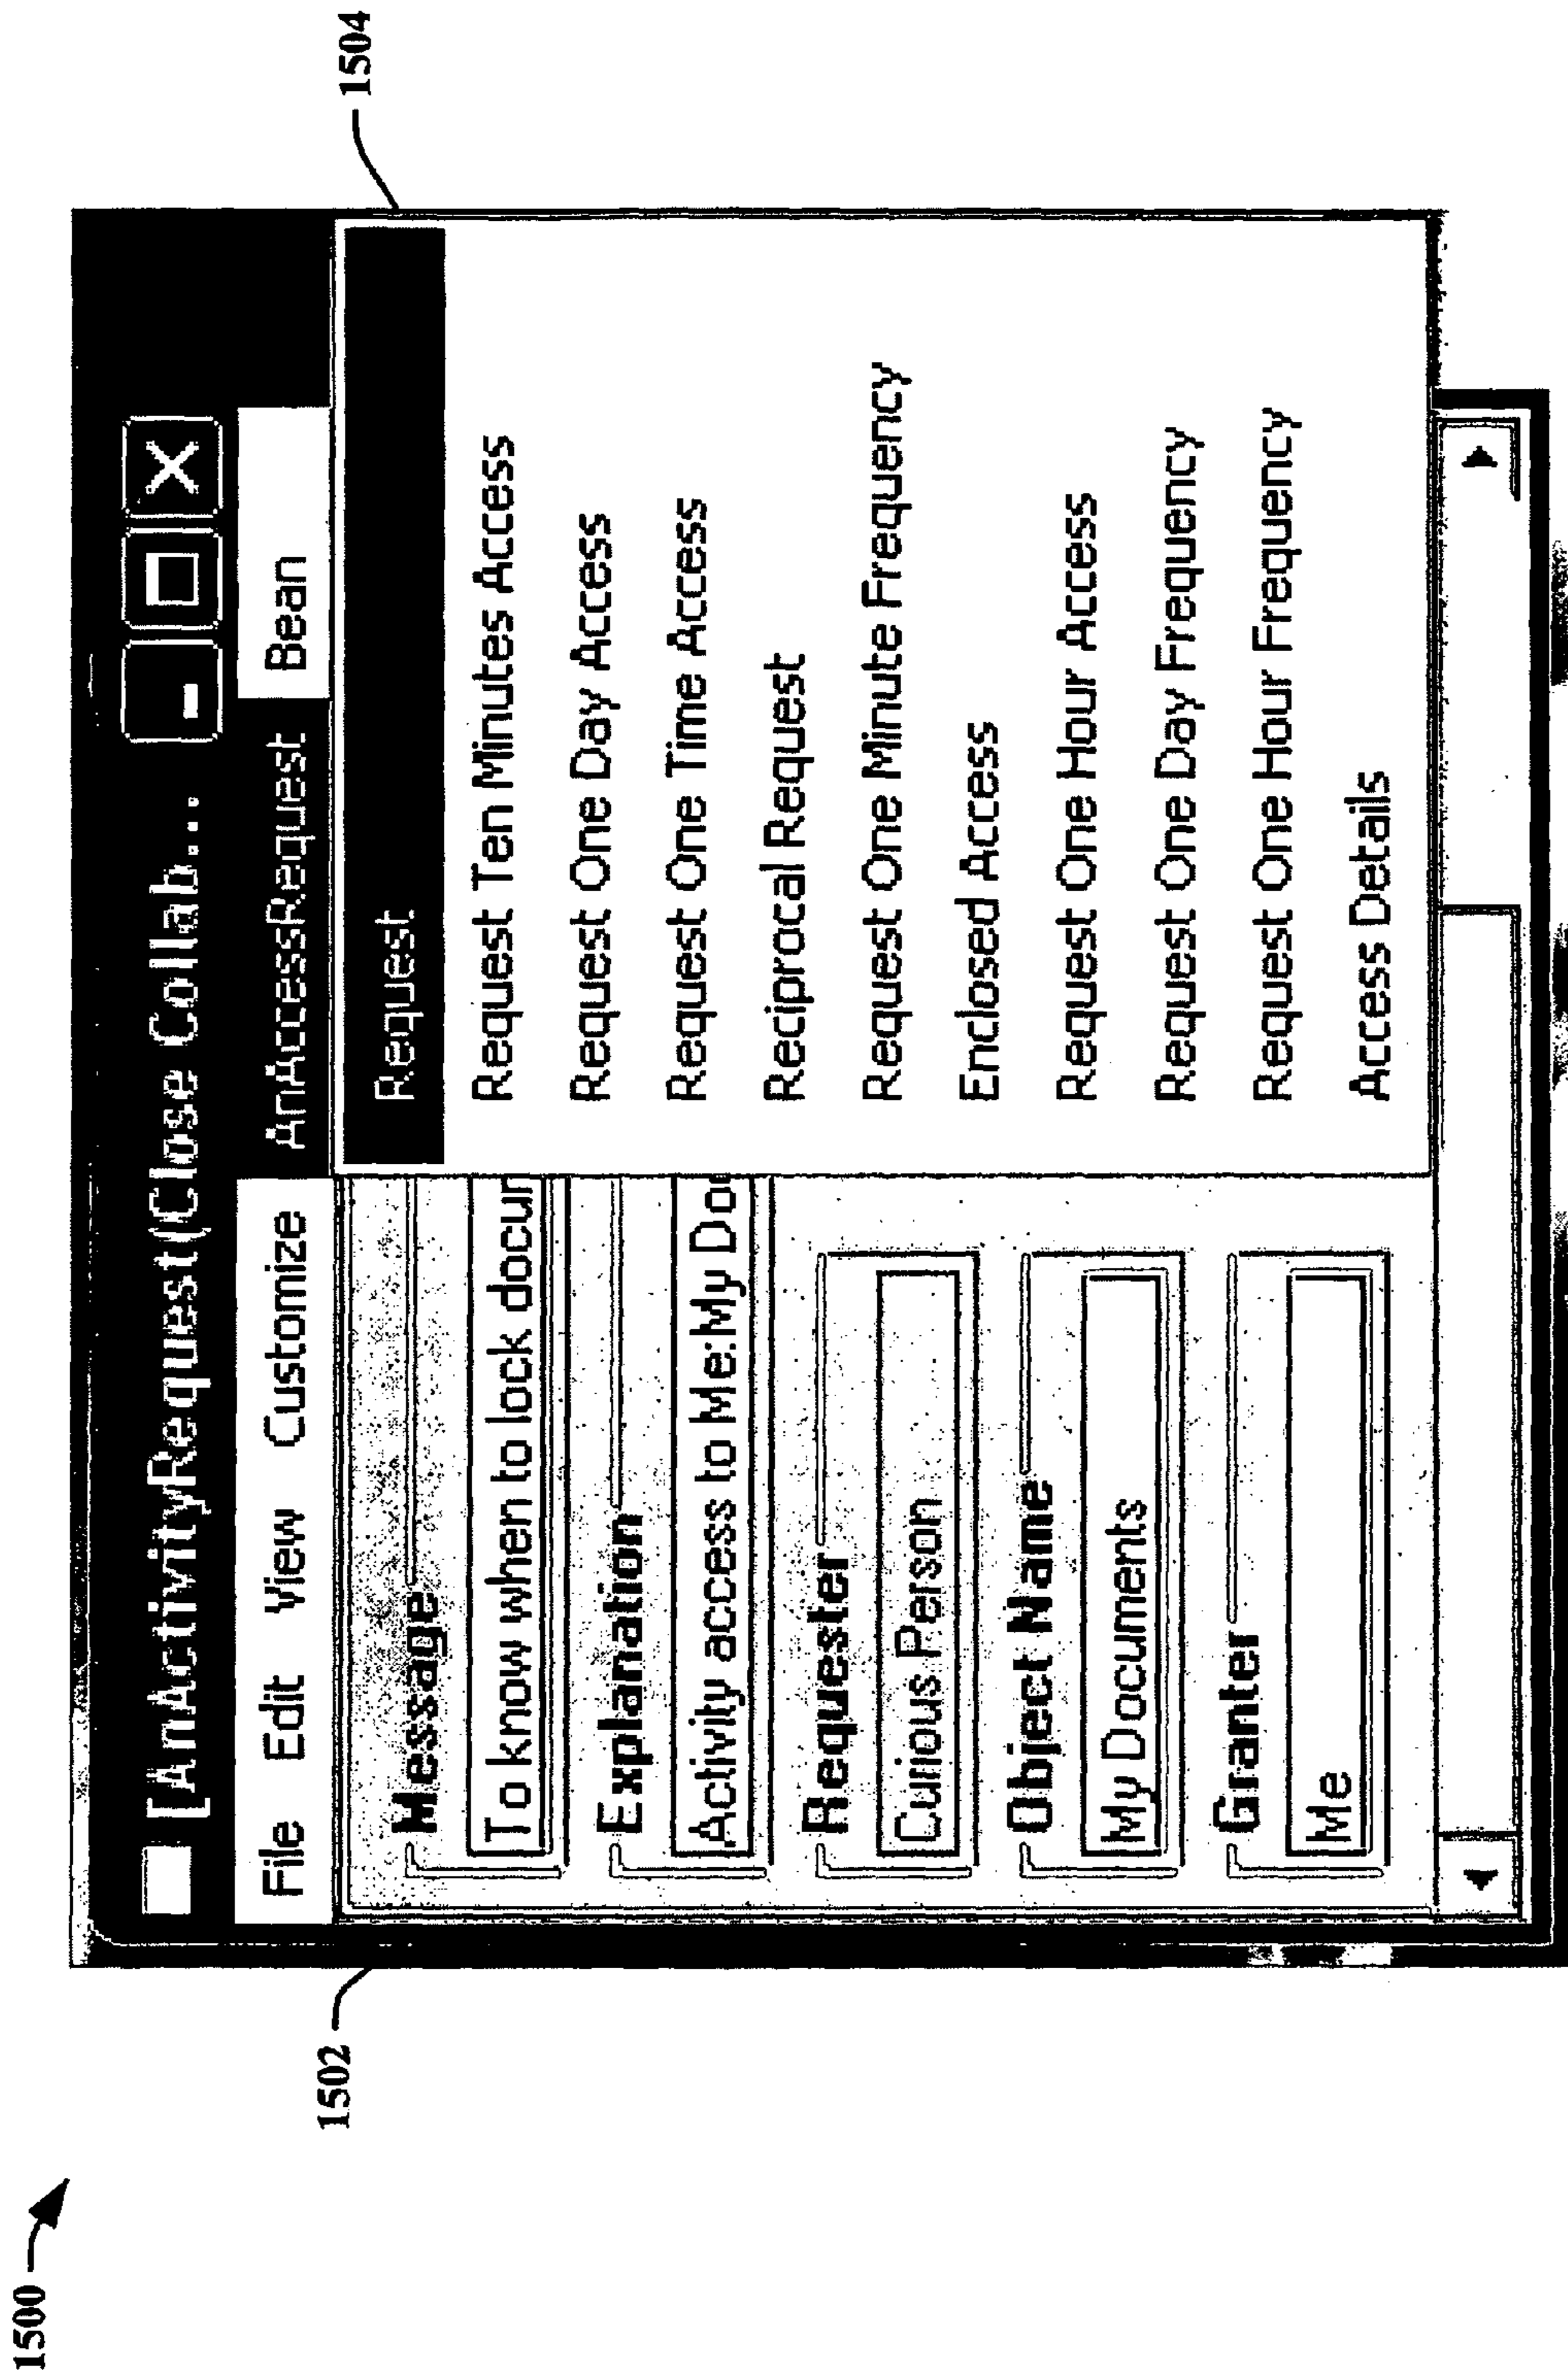 1500
1502
1504
[AnActivityRequest(Close Collab...
File Edit View Customize AnAccessRequest Bean
Message
To know when to lock docur
Explanation
Activity access to Me:My Do
Requester
Curious Person
Object Name
My Documents
Granter
Me
Request
Request Ten Minutes Access
Request One Day Access
Request One Time Access
Reciprocal Request
Request One Minute Frequency
Enclosed Access
Request One Hour Access
Request One Day Frequency
Request One Hour Frequency
Access Details